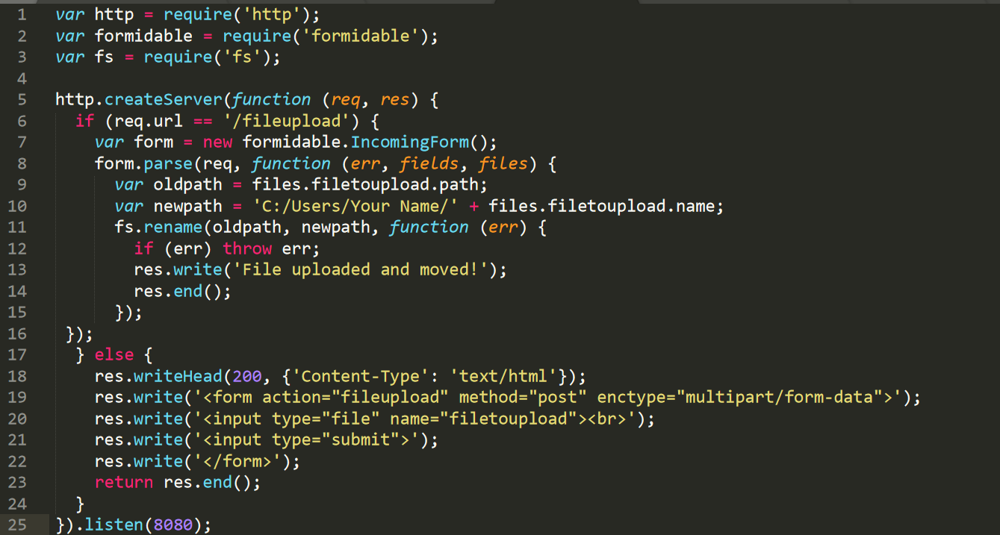 1 var http = require('http');
2 var formidable = require('formidable');
3 var fs = require('fs');
4
5 http.createServer(function (req, res) {
6   if (req.url == '/fileupload') {
7     var form = new formidable.IncomingForm();
8     form.parse(req, function (err, fields, files) {
9       var oldpath = files.filetoupload.path;
10       var newpath = 'C:/Users/Your Name/' + files.filetoupload.name;
11       fs.rename(oldpath, newpath, function (err) {
12         if (err) throw err;
13         res.write('File uploaded and moved!');
14         res.end();
15       });
16  });
17   } else {
18     res.writeHead(200, {'Content-Type': 'text/html'});
19     res.write('<form action="fileupload" method="post" enctype="multipart/form-data">');
20     res.write('<input type="file" name="filetoupload"><br>');
21     res.write('<input type="submit">');
22     res.write('</form>');
23     return res.end();
24   }
25 }).listen(8080);